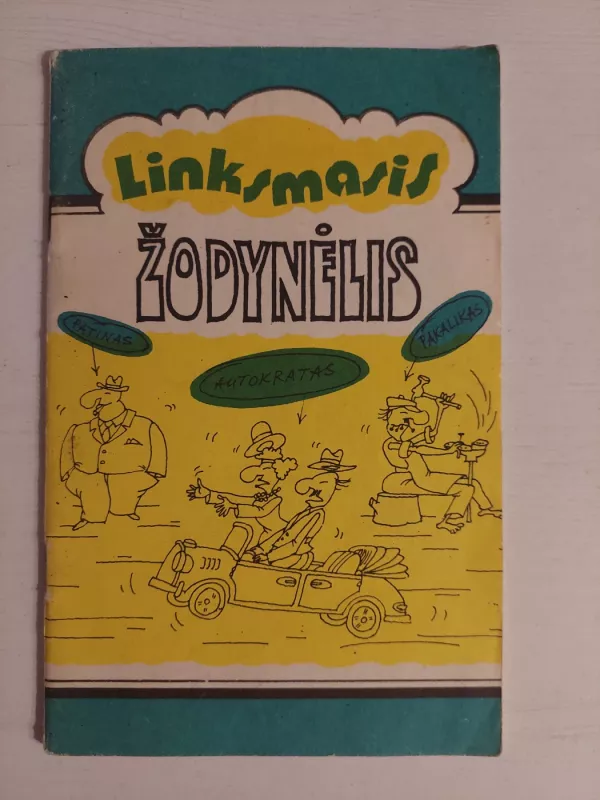 Linksmasis
ŽODYNĖLIS
PATINAS
AUTOKRATAS
PAKALIKAS